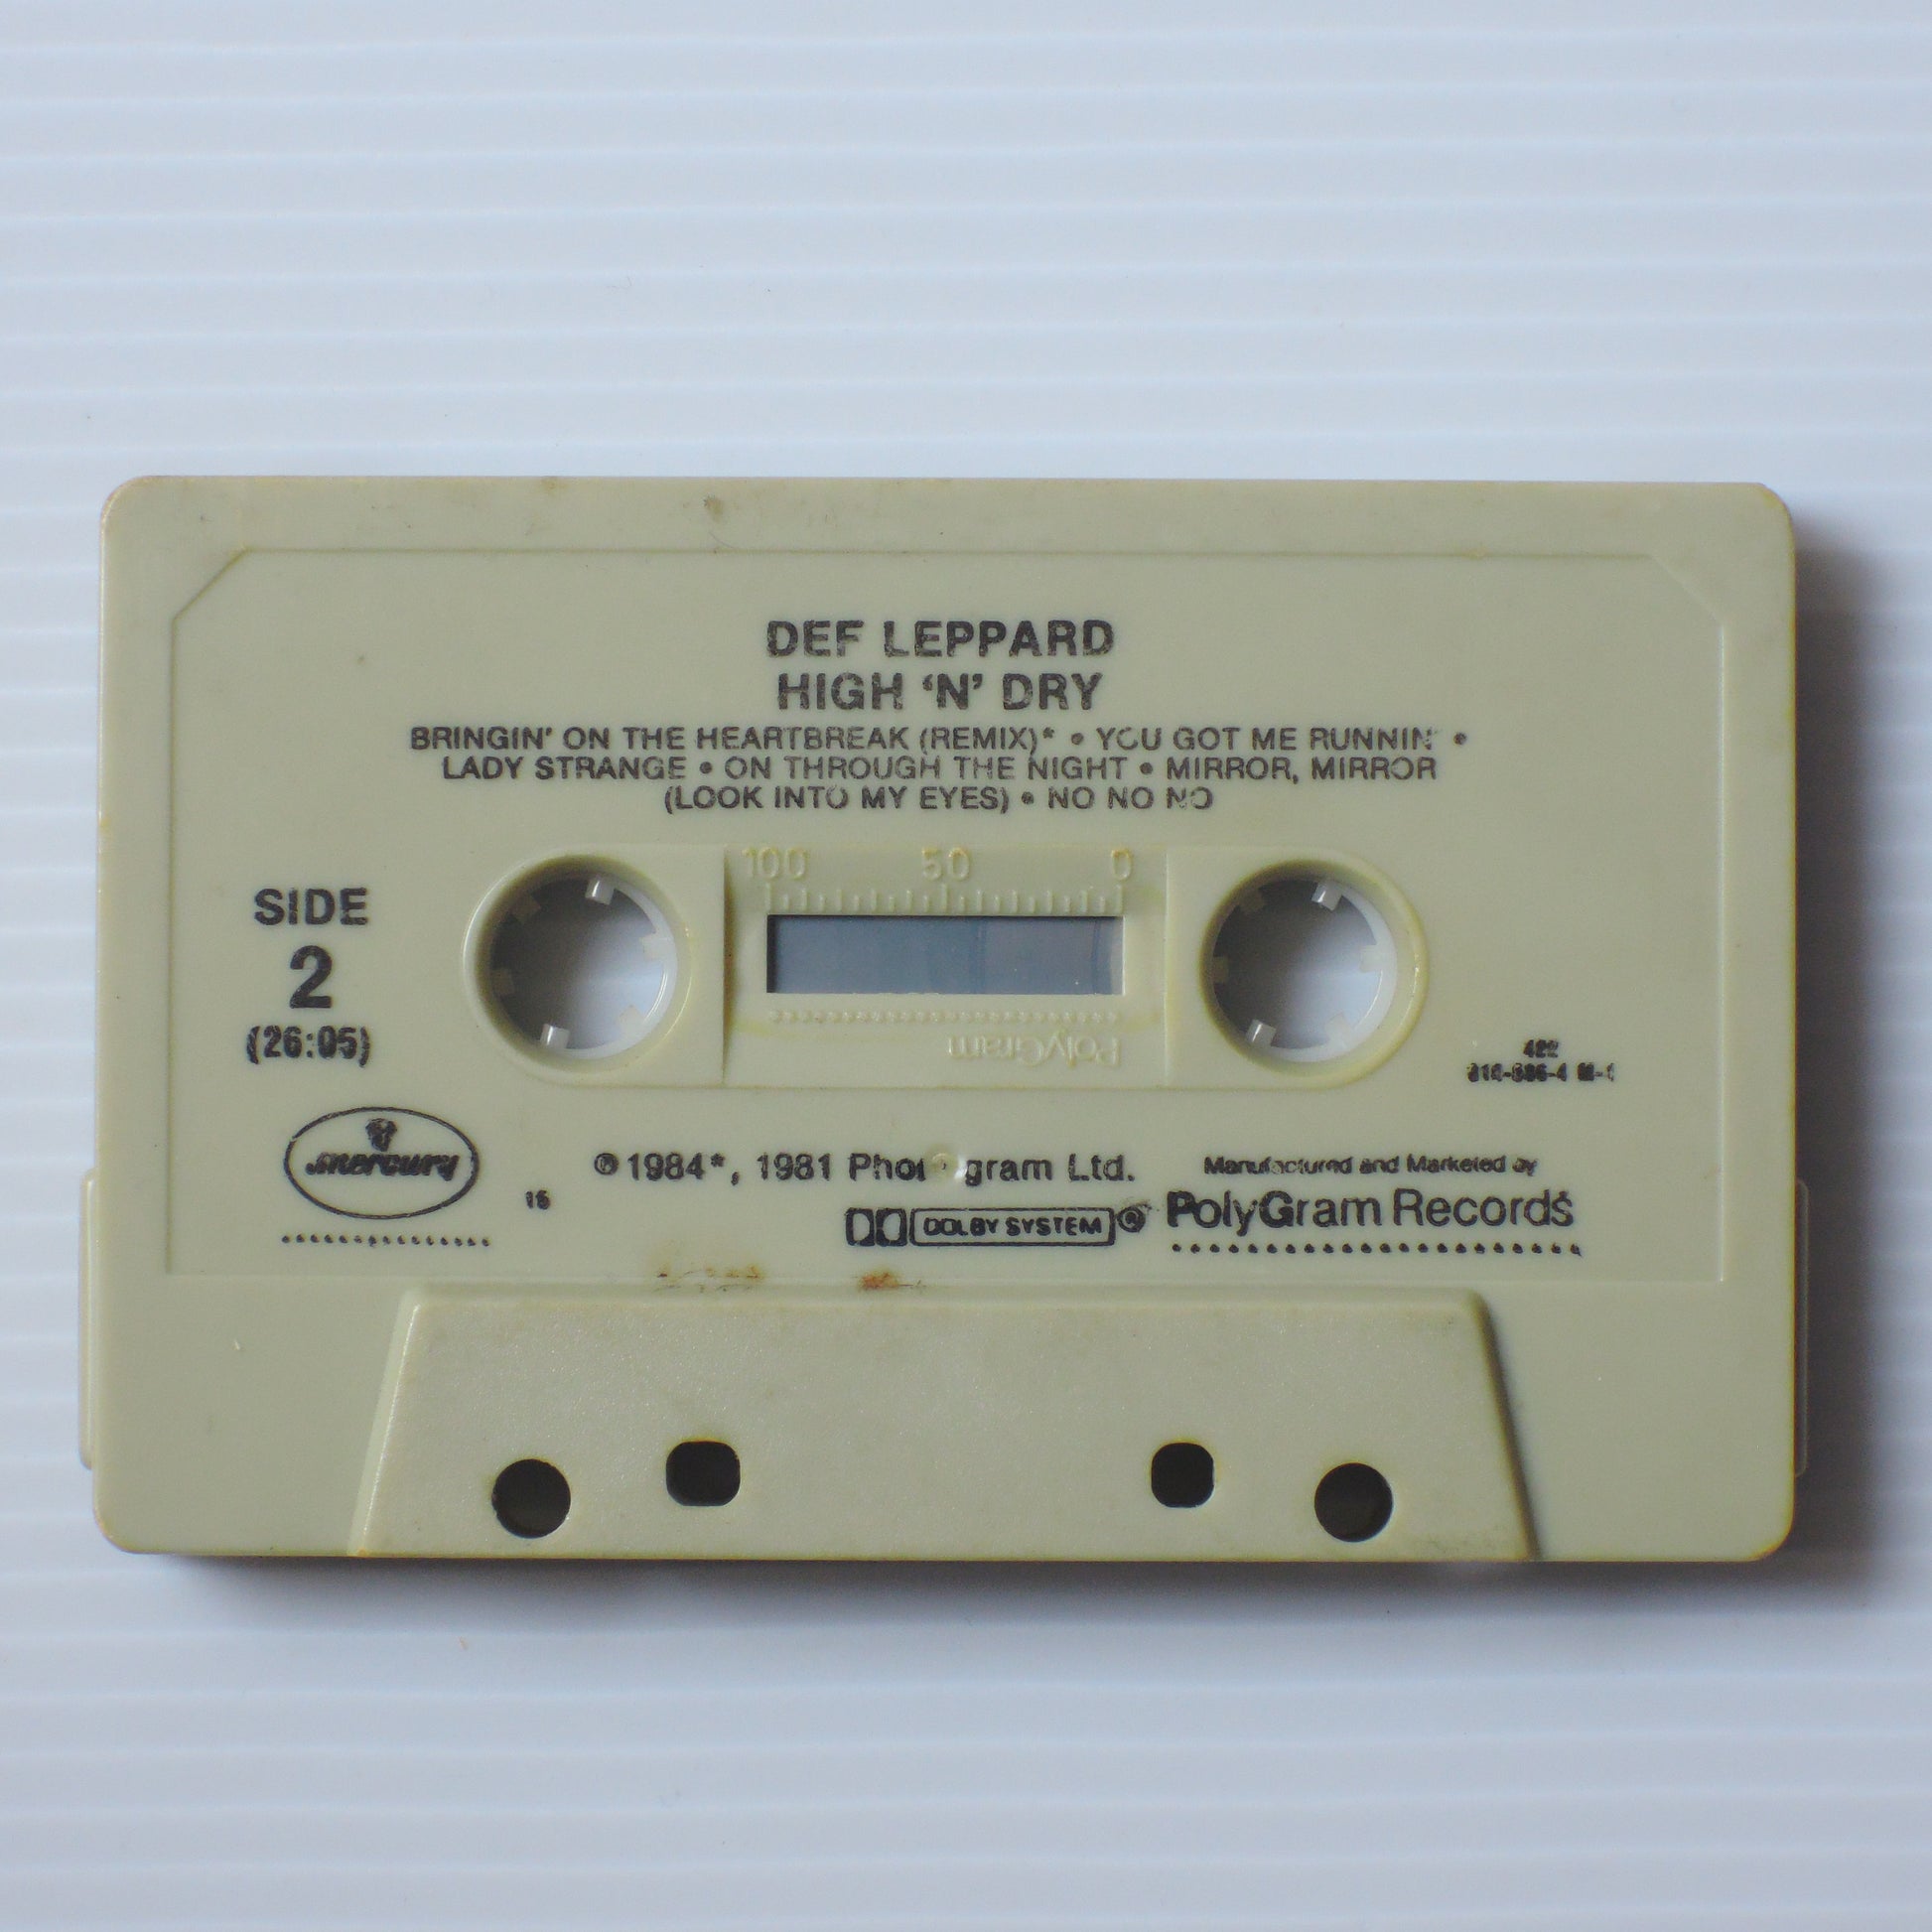 DEF LEPPARD
HIGH ‘N’ DRY
BRINGIN' ON THE HEARTBREAK (REMIX)* • YOU GOT ME RUNNIN' •
LADY STRANGE • ON THROUGH THE NIGHT • MIRROR, MIRROR
(LOOK INTO MY EYES) • NO NO NO
100 50 0
SIDE
2
(26:05)
PolyGram
422
mercury
16
℗ 1984*, 1981 Phonogram Ltd.
DOLBY SYSTEM ®
Manufactured and Marketed by
PolyGram Records